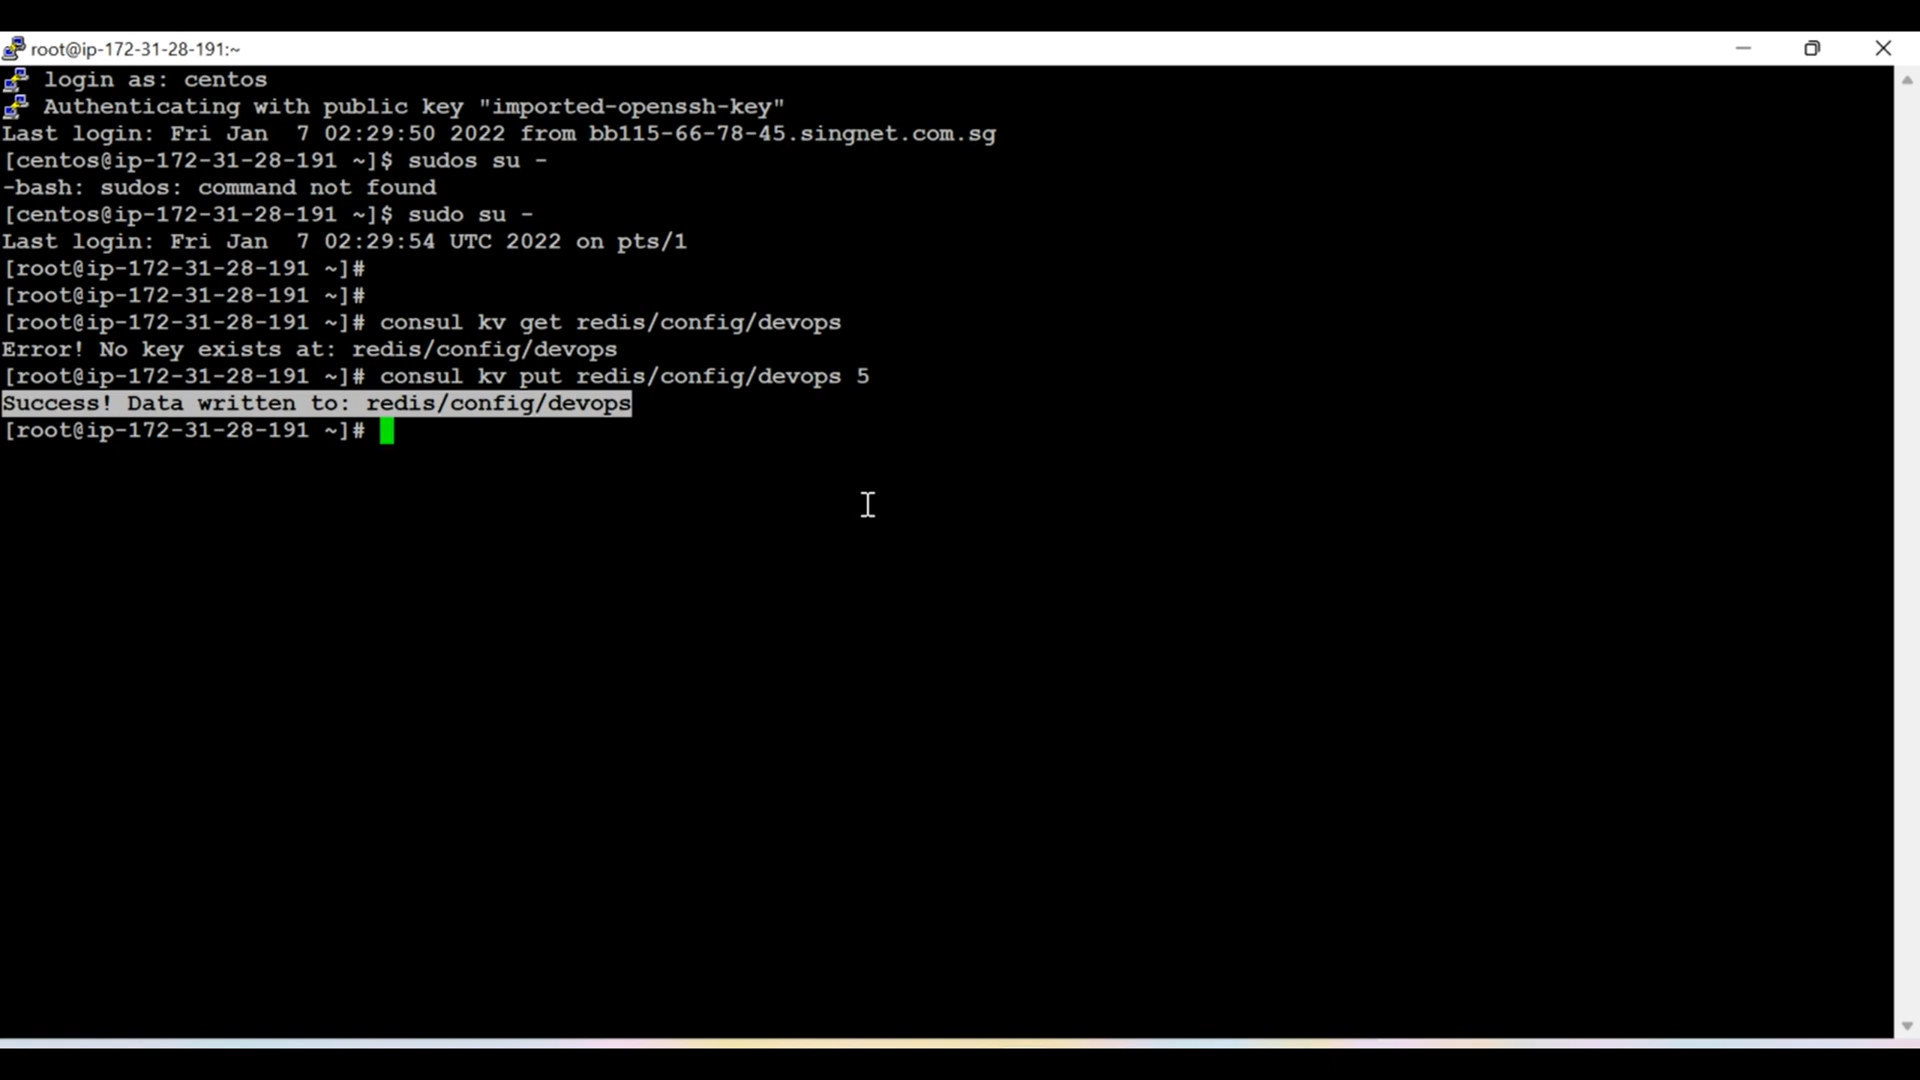 root@ip-172-31-28-191:~
login as: centos
Authenticating with public key "imported-openssh-key"
Last login: Fri Jan  7 02:29:50 2022 from bb115-66-78-45.singnet.com.sg
[centos@ip-172-31-28-191 ~]$ sudos su -
-bash: sudos: command not found
[centos@ip-172-31-28-191 ~]$ sudo su -
Last login: Fri Jan  7 02:29:54 UTC 2022 on pts/1
[root@ip-172-31-28-191 ~]#
[root@ip-172-31-28-191 ~]#
[root@ip-172-31-28-191 ~]# consul kv get redis/config/devops
Error! No key exists at: redis/config/devops
[root@ip-172-31-28-191 ~]# consul kv put redis/config/devops 5
Success! Data written to: redis/config/devops
[root@ip-172-31-28-191 ~]#